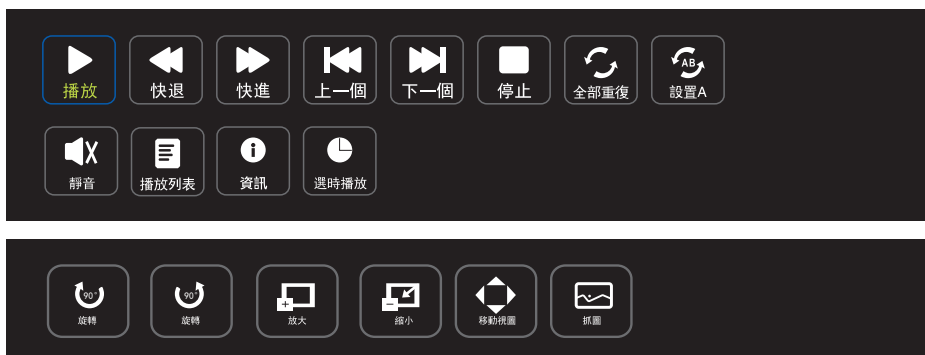 播放 快退 快進 上一個 下一個 停止 全部重復 AB 設置A
靜音 播放列表 資訊 選時播放
90° 旋轉 90° 旋轉 放大 縮小 移動視圖 抓圖